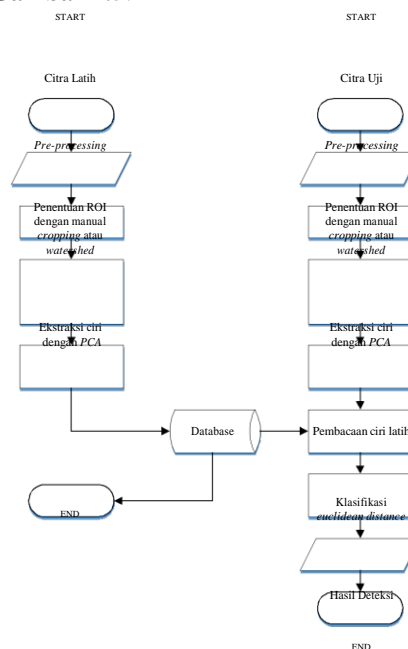 START
Citra Latih
Pre-processing
Penentuan ROI
dengan manual
cropping atau
watershed
Ekstraksi ciri
dengan PCA
Database
END
START
Citra Uji
Pre-processing
Penentuan ROI
dengan manual
cropping atau
watershed
Ekstraksi ciri
dengan PCA
Pembacaan ciri latih
Klasifikasi
euclidean distance
Hasil Deteksi
END